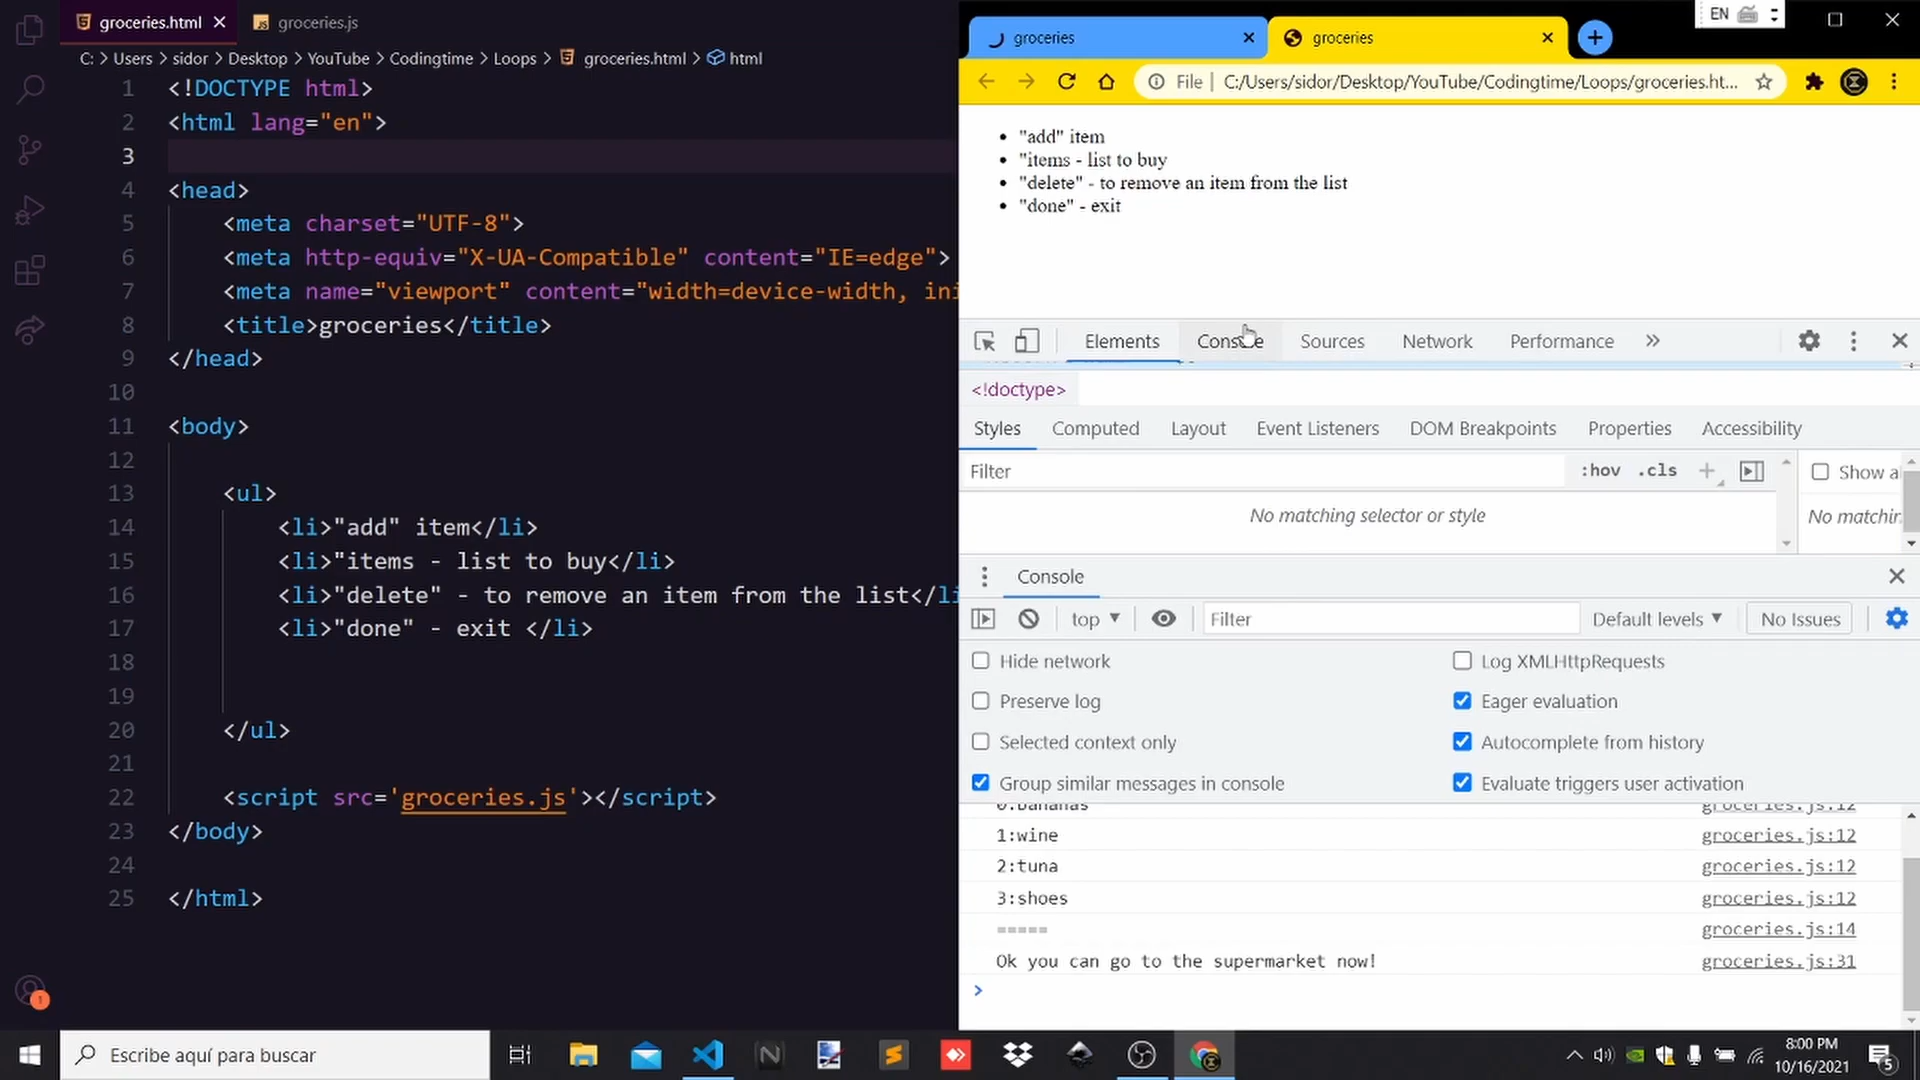 groceries.html
groceries.js
C: > Users > sidor > Desktop > YouTube > Codingtime > Loops > groceries.html > html
1 <!DOCTYPE html>
2 <html lang="en">
3
4 <head>
5 <meta charset="UTF-8">
6 <meta http-equiv="X-UA-Compatible" content="IE=edge">
7 <meta name="viewport" content="width=device-width, ini
8 <title>groceries</title>
9 </head>
10
11 <body>
12
13 <ul>
14 <li>"add" item</li>
15 <li>"items - list to buy</li>
16 <li>"delete" - to remove an item from the list</li
17 <li>"done" - exit </li>
18
19
20 </ul>
21
22 <script src='groceries.js'></script>
23 </body>
24
25 </html>
1
groceries
groceries
EN
File | C:/Users/sidor/Desktop/YouTube/Codingtime/Loops/groceries.ht...
• "add" item
• "items - list to buy
• "delete" - to remove an item from the list
• "done" - exit
Elements Console Sources Network Performance »
<!doctype>
Styles Computed Layout Event Listeners DOM Breakpoints Properties Accessibility
Filter :hov .cls + Show a
No matching selector or style
No matchin
Console
top Filter Default levels No Issues
Hide network Log XMLHttpRequests
Preserve log Eager evaluation
Selected context only Autocomplete from history
Group similar messages in console Evaluate triggers user activation
0:bananas groceries.js:12
1:wine groceries.js:12
2:tuna groceries.js:12
3:shoes groceries.js:12
===== groceries.js:14
Ok you can go to the supermarket now! groceries.js:31
>
Escribe aquí para buscar
8:00 PM
10/16/2021
5